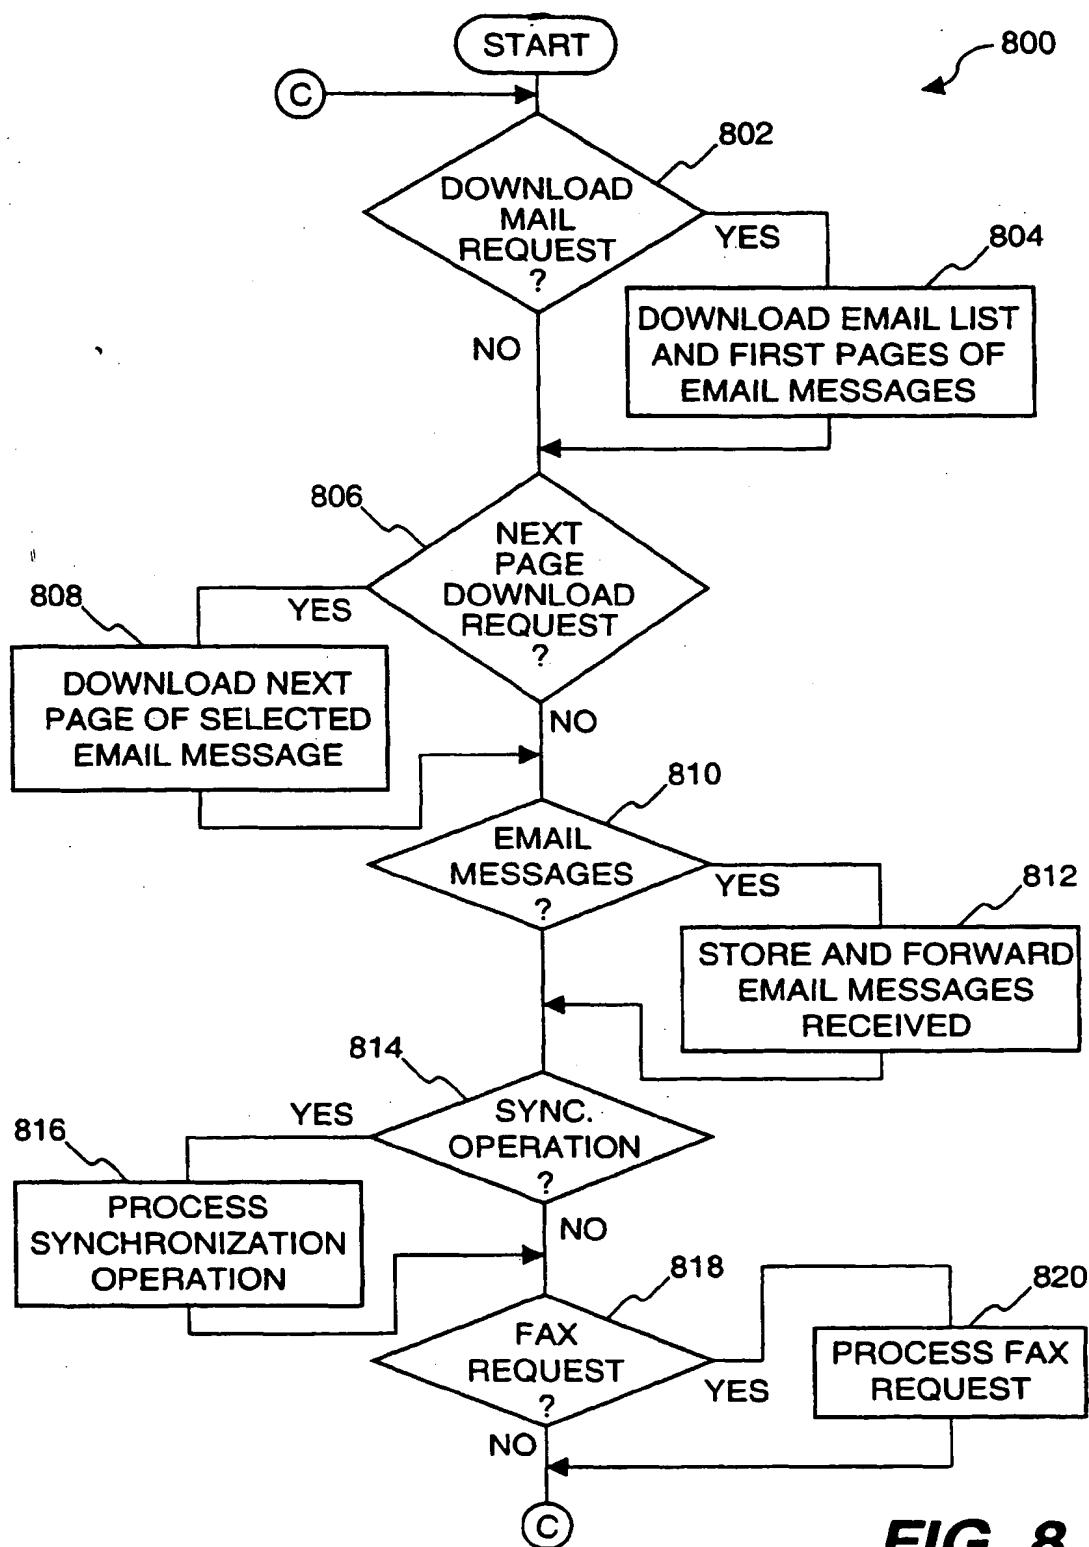 START
800
C
802
DOWNLOAD
MAIL
REQUEST
?
YES
804
NO
DOWNLOAD EMAIL LIST
AND FIRST PAGES OF
EMAIL MESSAGES
806
NEXT
PAGE
DOWNLOAD
REQUEST
?
808
YES
DOWNLOAD NEXT
PAGE OF SELECTED
EMAIL MESSAGE
NO
810
EMAIL
MESSAGES
?
YES
812
STORE AND FORWARD
EMAIL MESSAGES
RECEIVED
814
YES
SYNC.
OPERATION
?
816
PROCESS
SYNCHRONIZATION
OPERATION
NO
818
820
FAX
REQUEST
?
YES
PROCESS FAX
REQUEST
NO
C
FIG. 8